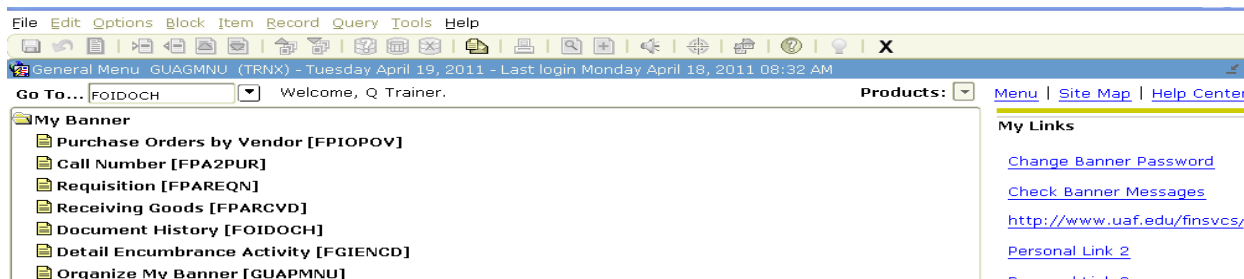 File Edit Options Block Item Record Query Tools Help
X
General Menu GUAGMNU (TRNX) - Tuesday April 19, 2011 - Last login Monday April 18, 2011 08:32 AM
Go To... FOIDOCH Welcome, Q Trainer. Products: Menu | Site Map | Help Center
My Banner
My Links
Purchase Orders by Vendor [FPIOPOV]
Call Number [FPA2PUR]
Change Banner Password
Requisition [FPAREQN]
Check Banner Messages
Receiving Goods [FPARCVD]
http://www.uaf.edu/finsvcs/
Document History [FOIDOCH]
Detail Encumbrance Activity [FGIENCD]
Personal Link 2
Organize My Banner [GUAPMNU]